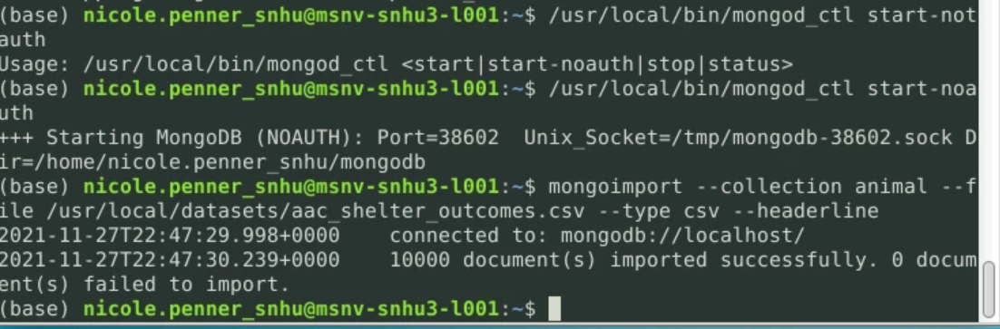 (base) nicole.penner_snhu@msnv-snhu3-l001:~$ /usr/local/bin/mongod_ctl start-not
auth
Usage: /usr/local/bin/mongod_ctl <start|start-noauth|stop|status>
(base) nicole.penner_snhu@msnv-snhu3-l001:~$ /usr/local/bin/mongod_ctl start-noa
uth
+++ Starting MongoDB (NOAUTH): Port=38602  Unix_Socket=/tmp/mongodb-38602.sock D
ir=/home/nicole.penner_snhu/mongodb
(base) nicole.penner_snhu@msnv-snhu3-l001:~$ mongoimport --collection animal --f
ile /usr/local/datasets/aac_shelter_outcomes.csv --type csv --headerline
2021-11-27T22:47:29.998+0000    connected to: mongodb://localhost/
2021-11-27T22:47:30.239+0000    10000 document(s) imported successfully. 0 docum
ent(s) failed to import.
(base) nicole.penner_snhu@msnv-snhu3-l001:~$